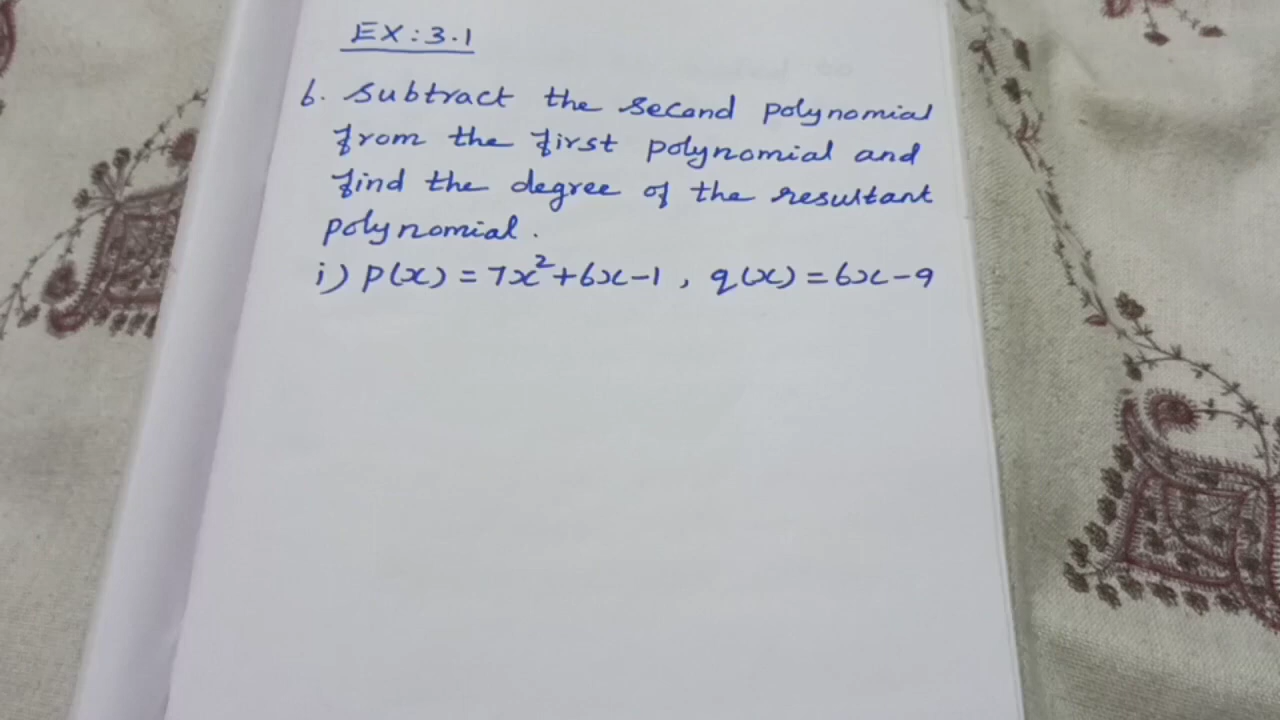 EX: 3.1
6. Subtract the second polynomial
from the first polynomial and
find the degree of the resultant
polynomial.
i) p(x) = 7x²+6x-1, q(x) = 6x-9